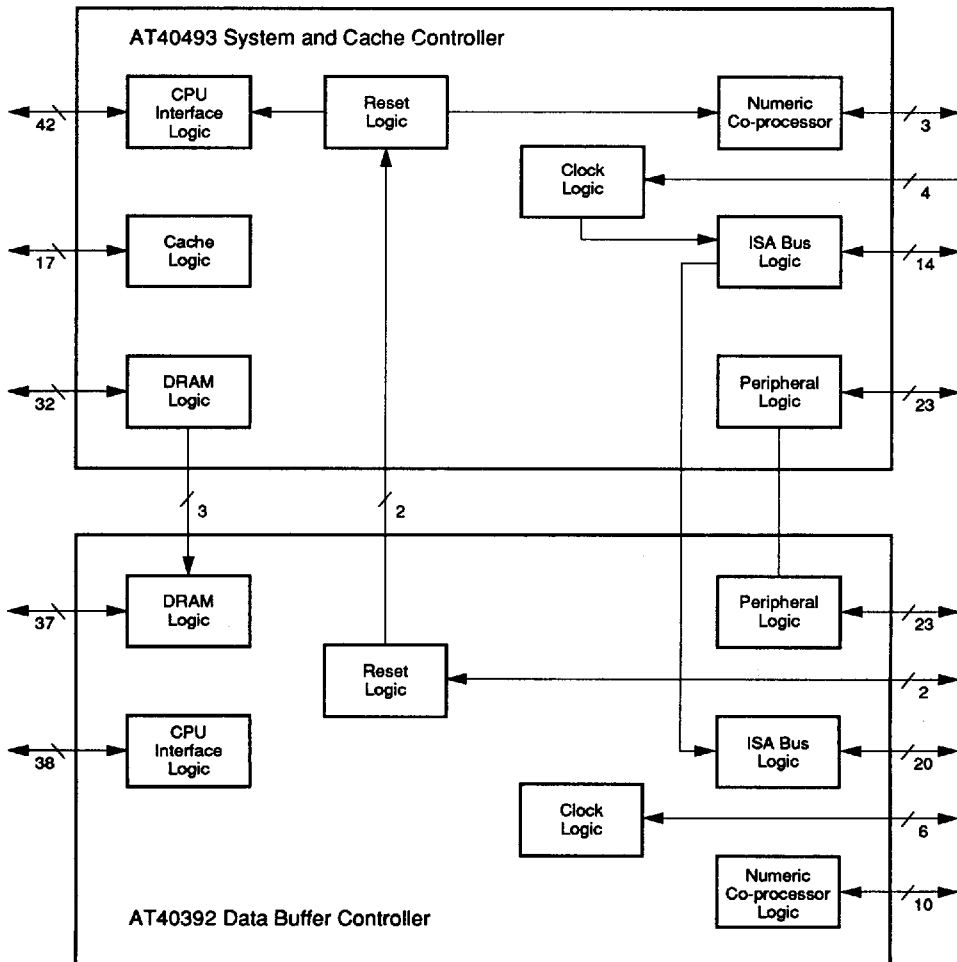 AT40493 System and Cache Controller
CPU
Interface
Logic
Reset
Logic
Numeric
Co-processor
42
3
Clock
Logic
4
Cache
Logic
ISA Bus
Logic
17
14
DRAM
Logic
Peripheral
Logic
32
23
3
2
DRAM
Logic
Peripheral
Logic
37
23
Reset
Logic
2
CPU
Interface
Logic
ISA Bus
Logic
38
20
Clock
Logic
6
Numeric
Co-processor
Logic
10
AT40392 Data Buffer Controller